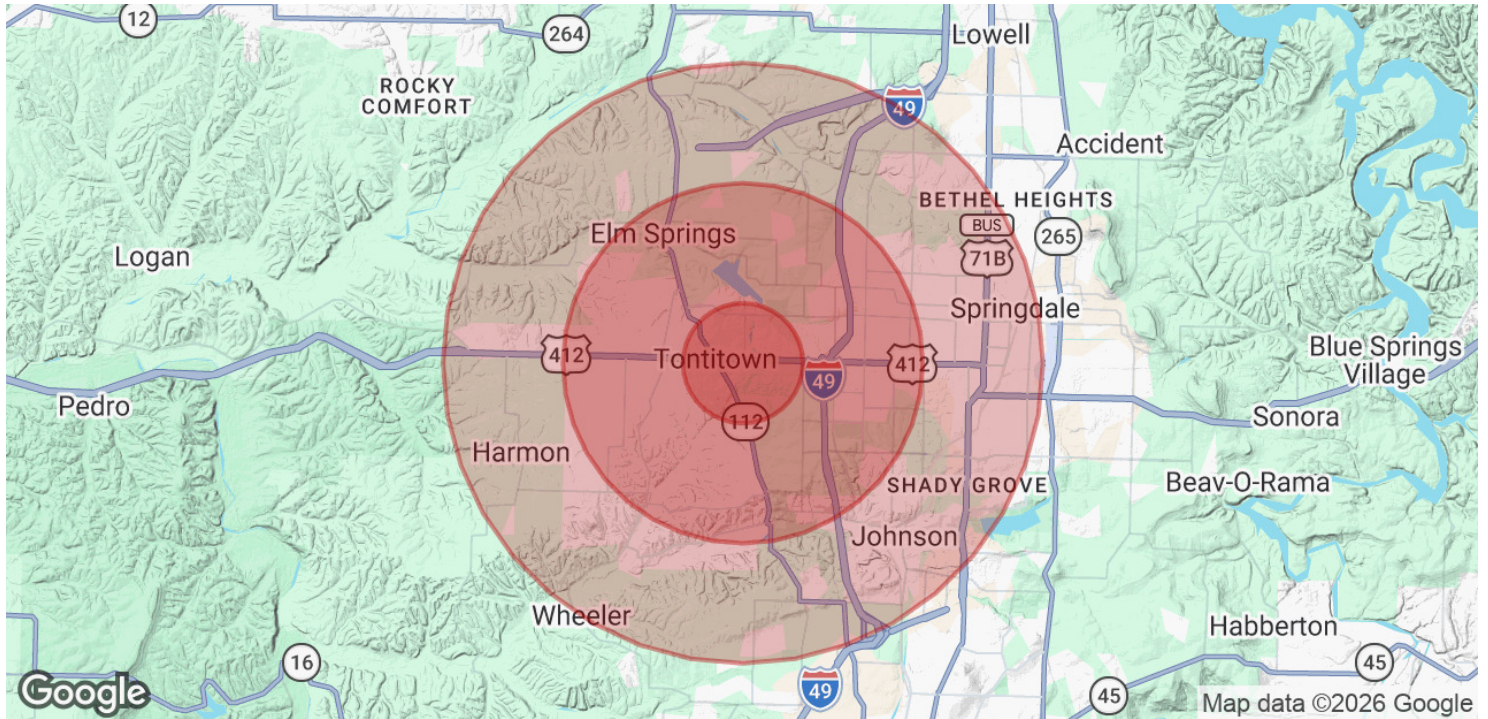 12
264
Lowell
ROCKY
COMFORT
49
Accident
BETHEL HEIGHTS
Elm Springs
BUS
71B
265
Logan
Springdale
412
Tontitown
49
412
Blue Springs
Village
Pedro
112
Sonora
Harmon
SHADY GROVE
Beav-O-Rama
Johnson
Wheeler
Habberton
16
45
49
45
Google
Map data ©2026 Google